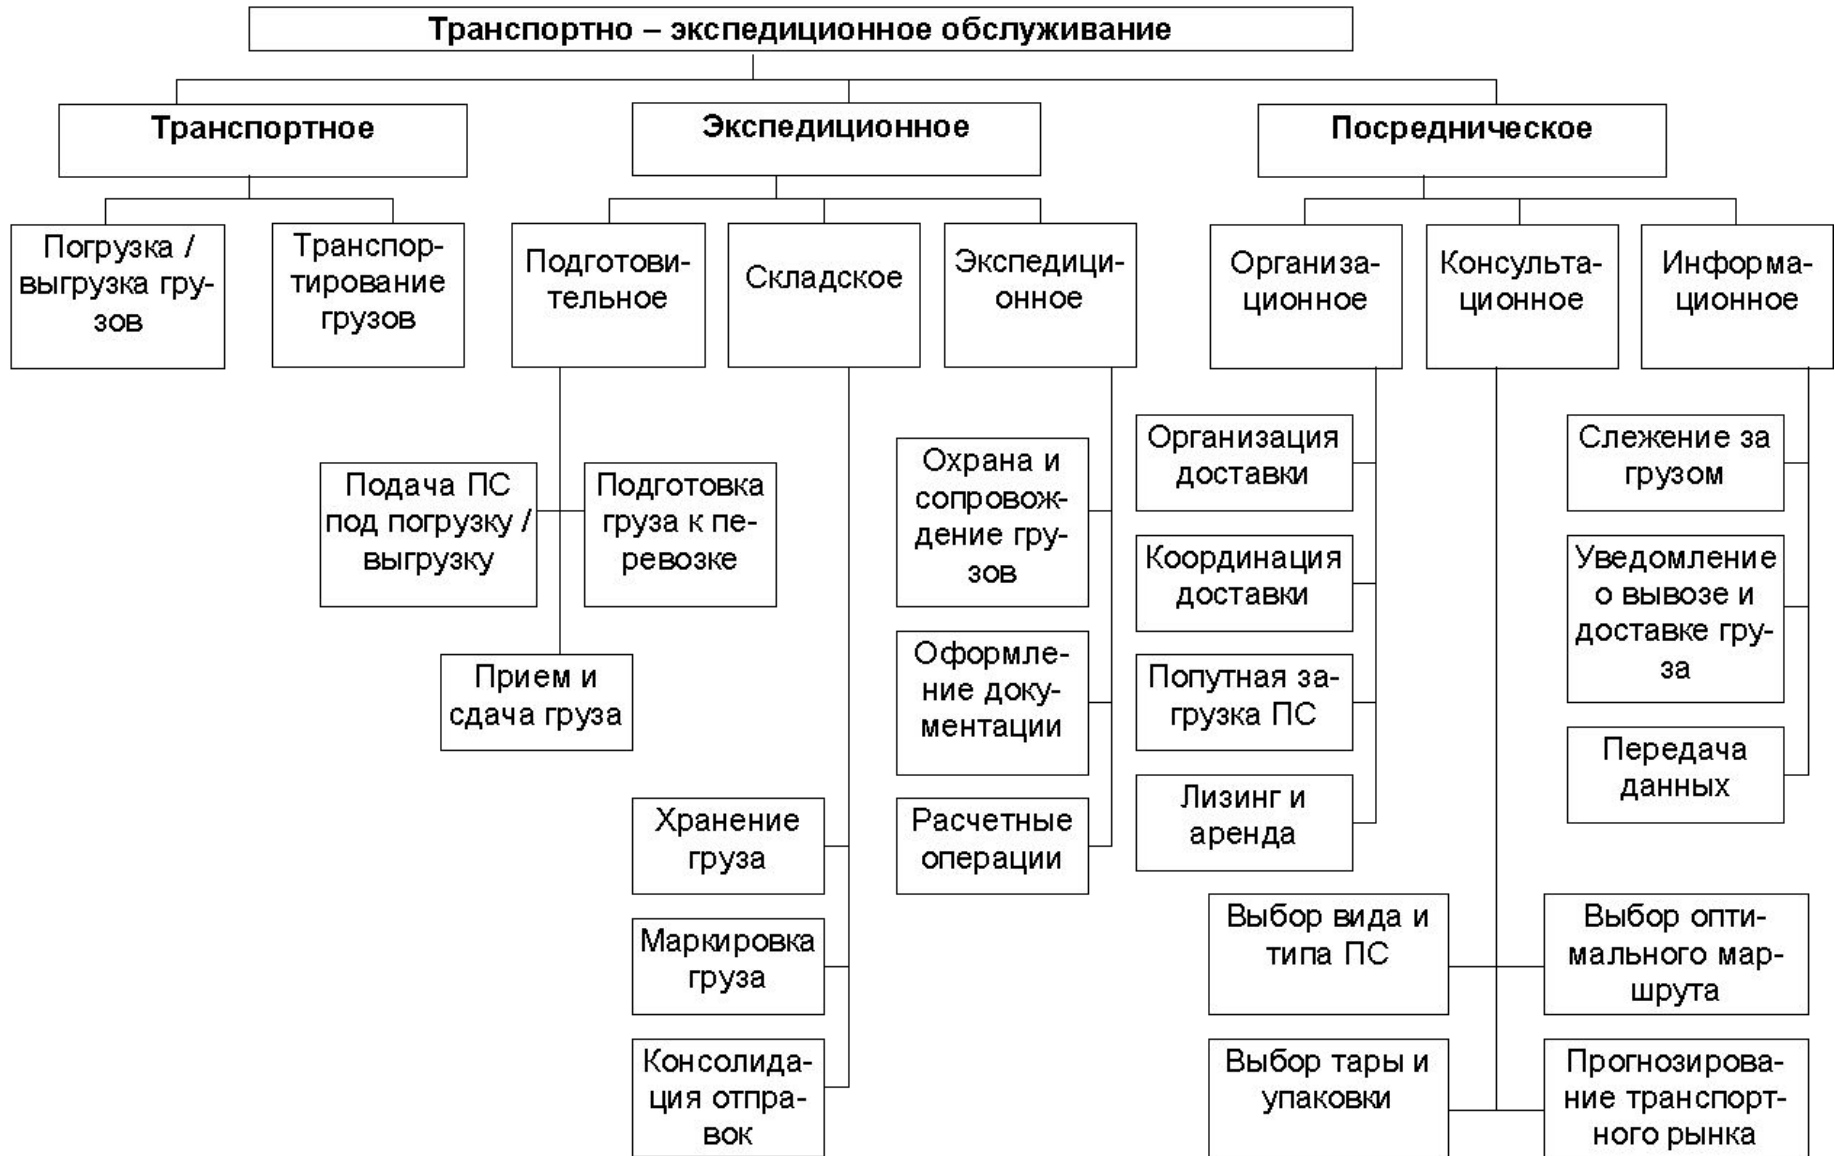 Транспортно – экспедиционное обслуживание
Транспортное
Экспедиционное
Посредническое
Погрузка /
выгрузка гру-
зов
Транспор-
тирование
грузов
Подготови-
тельное
Складское
Экспедици-
онное
Организа-
ционное
Консульта-
ционное
Информа-
ционное
Подача ПС
под погрузку /
выгрузку
Подготовка
груза к пе-
ревозке
Прием и
сдача груза
Хранение
груза
Маркировка
груза
Консолида-
ция отпра-
вок
Охрана и
сопровож-
дение гру-
зов
Оформле-
ние доку-
ментации
Расчетные
операции
Организация
доставки
Координация
доставки
Попутная за-
грузка ПС
Лизинг и
аренда
Выбор вида и
типа ПС
Выбор опти-
мального мар-
шрута
Выбор тары и
упаковки
Прогнозирова-
ние транспорт-
ного рынка
Слежение за
грузом
Уведомление
о вывозе и
доставке гру-
за
Передача
данных